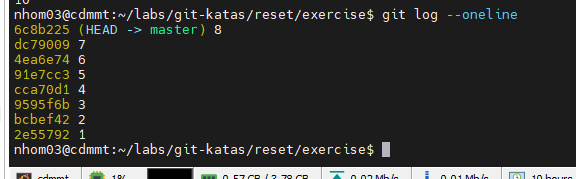 nhom03@cdmmt:~/labs/git-katas/reset/exercise$ git log --oneline
6c8b225 (HEAD -> master) 8
dc79009 7
4ea6e74 6
91e7cc3 5
cca70d1 4
9595f6b 3
bcbef42 2
2e55792 1
nhom03@cdmmt:~/labs/git-katas/reset/exercise$
cdmmt 1% 0.57 GB / 3.78 GB 0.02 Mb/s 0.01 Mb/s 10 hours